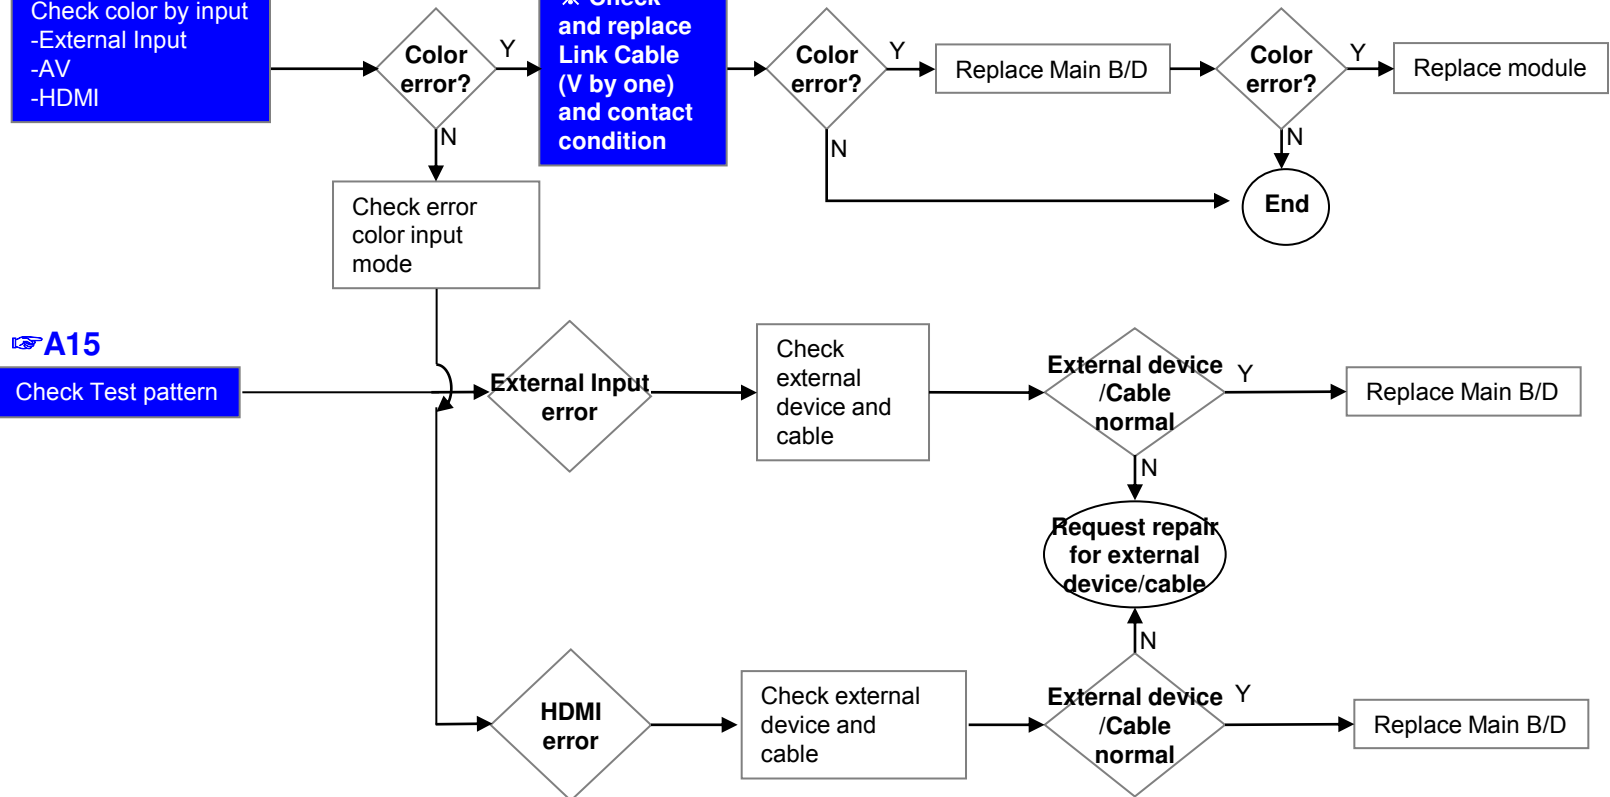 Check color by input
-External Input
-AV
-HDMI
Color
error?
Y
N
※ Check
and replace
Link Cable
(V by one)
and contact
condition
Color
error?
Y
N
Replace Main B/D
Color
error?
Y
N
Replace module
End
Check error
color input
mode
☞A15
Check Test pattern
External Input
error
Check
external
device and
cable
External device
/Cable
normal
Y
N
Replace Main B/D
Request repair
for external
device/cable
HDMI
error
Check external
device and
cable
N
External device
/Cable
normal
Y
Replace Main B/D